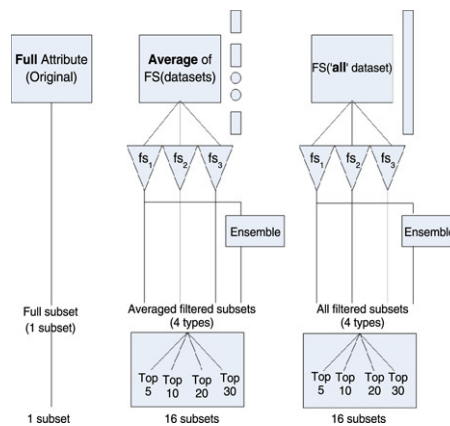 Full Attribute
(Original)
Average of
FS(datasets)
FS('all' dataset)
fs1
fs2
fs3
fs1
fs2
fs3
Ensemble
Ensemble
Full subset
(1 subset)
Averaged filtered subsets
(4 types)
All filtered subsets
(4 types)
Top
5
Top
10
Top
20
Top
30
Top
5
Top
10
Top
20
Top
30
1 subset
16 subsets
16 subsets